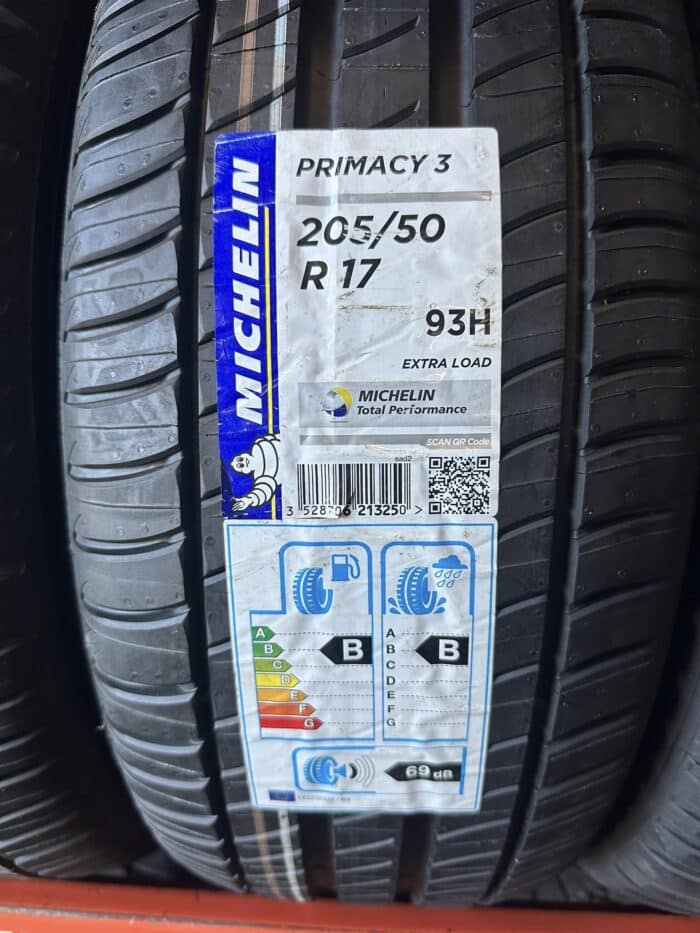 MICHELIN
PRIMACY 3
205/50
R 17
93H
EXTRA LOAD
MICHELIN
Total Performance
SCAN QR Code
sad2
3 528706 213250 >
A
B
C
D
E
F
G
B
A
B
C
D
E
F
G
B
69 dB